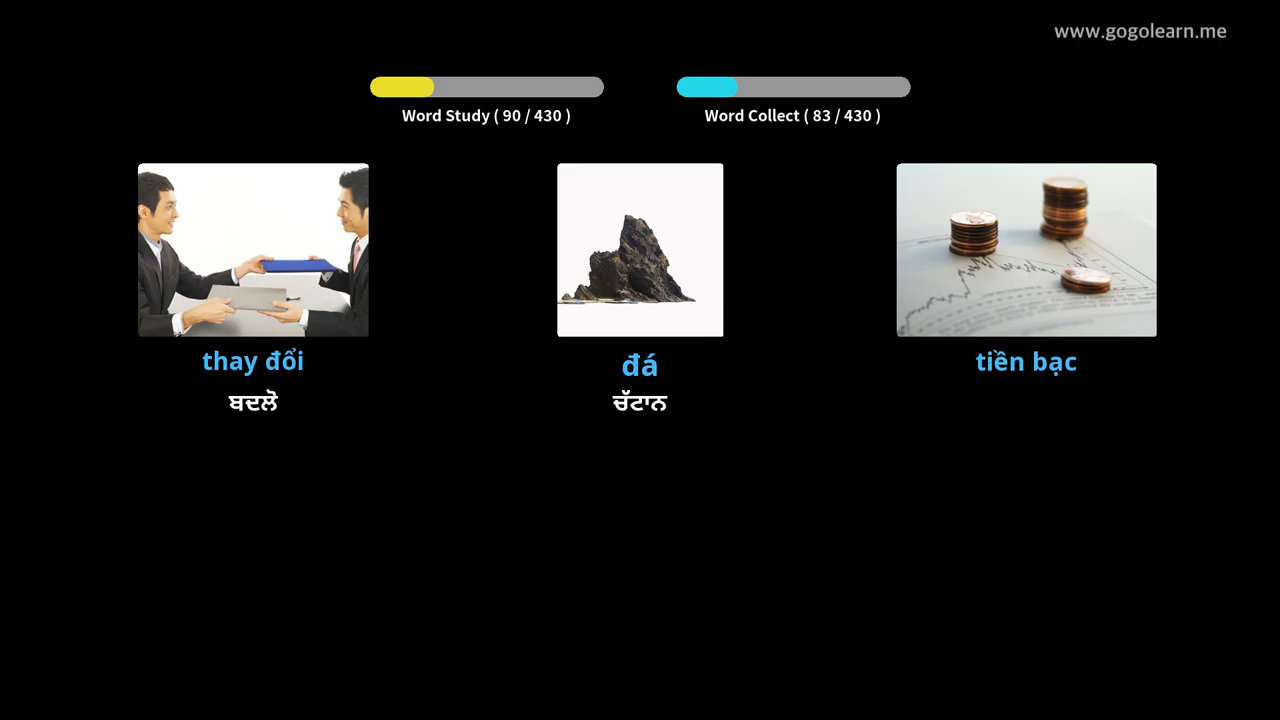 www.gogolearn.me
Word Study ( 90 / 430 )
Word Collect ( 83 / 430 )
thay đổi
ਬਦਲੋ
đá
ਚੱਟਾਨ
tiền bạc